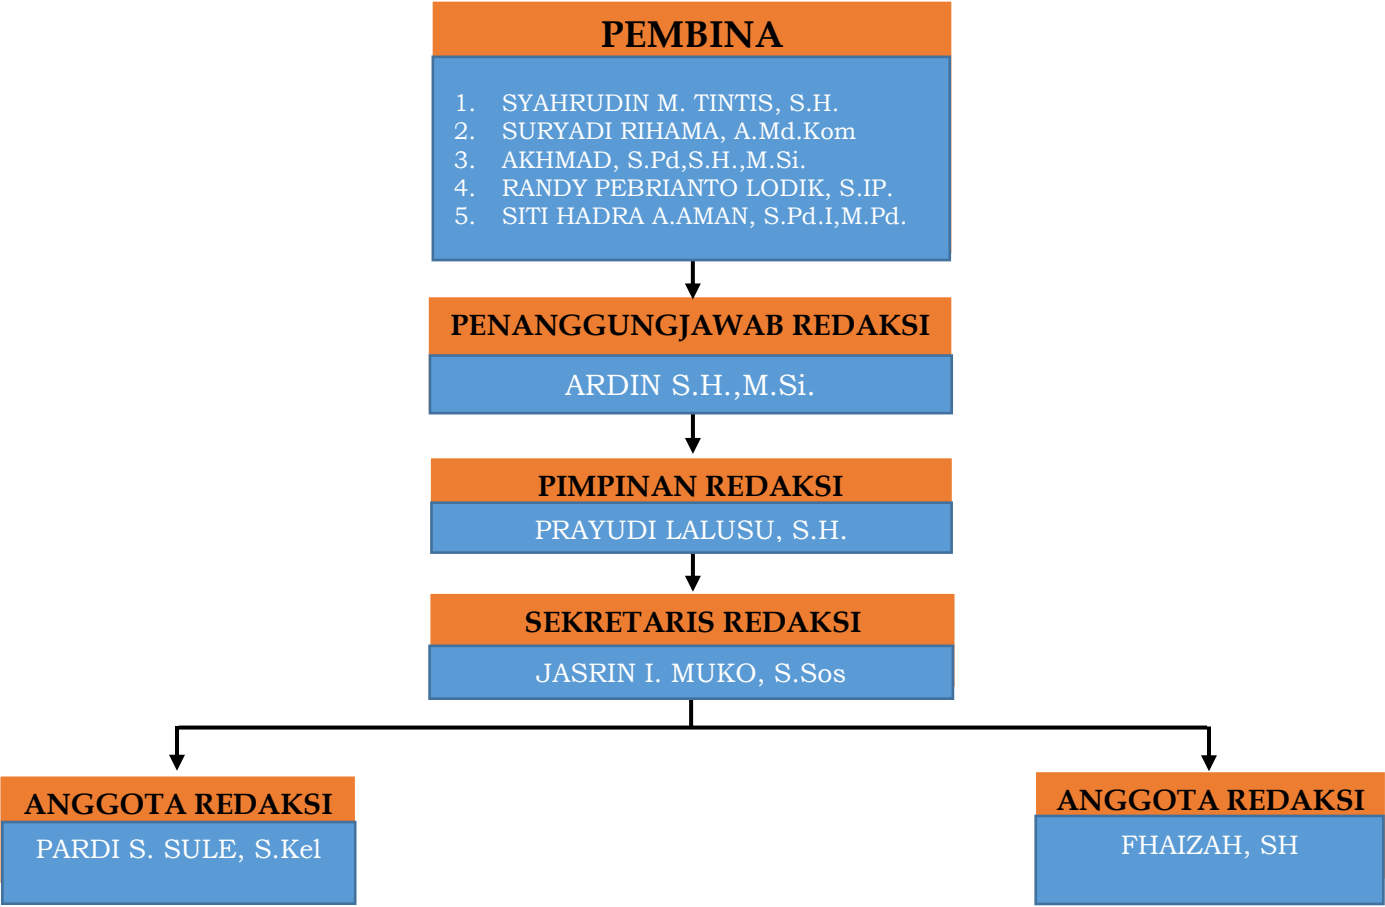 PEMBINA
1. SYAHRUDIN M. TINTIS, S.H.
2. SURYADI RIHAMA, A.Md.Kom
3. AKHMAD, S.Pd,S.H.,M.Si.
4. RANDY PEBRIANTO LODIK, S.IP.
5. SITI HADRA A.AMAN, S.Pd.I,M.Pd.
PENANGGUNGJAWAB REDAKSI
ARDIN S.H.,M.Si.
PIMPINAN REDAKSI
PRAYUDI LALUSU, S.H.
SEKRETARIS REDAKSI
JASRIN I. MUKO, S.Sos
ANGGOTA REDAKSI
PARDI S. SULE, S.Kel
ANGGOTA REDAKSI
FHAIZAH, SH